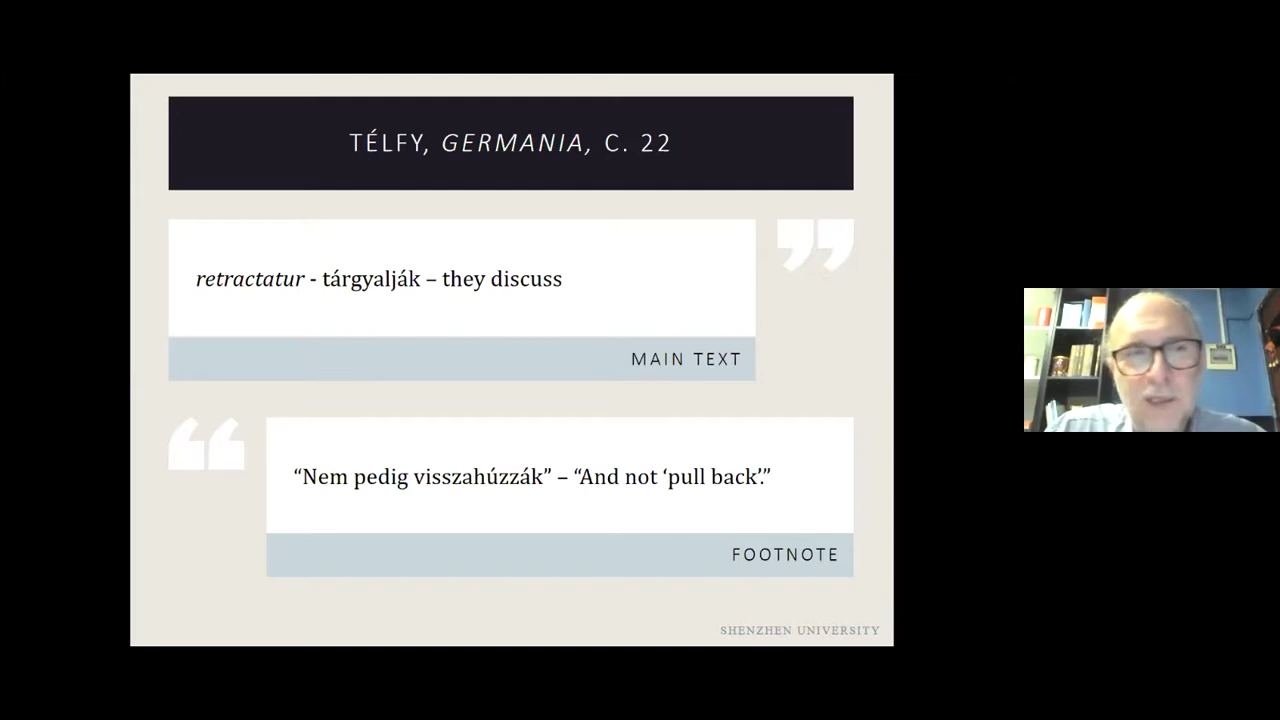 TÉLFY, GERMANIA, C. 22
retractatur - tárgyalják – they discuss
MAIN TEXT
“Nem pedig visszahúzzák” – “And not ‘pull back’.”
FOOTNOTE
SHENZHEN UNIVERSITY